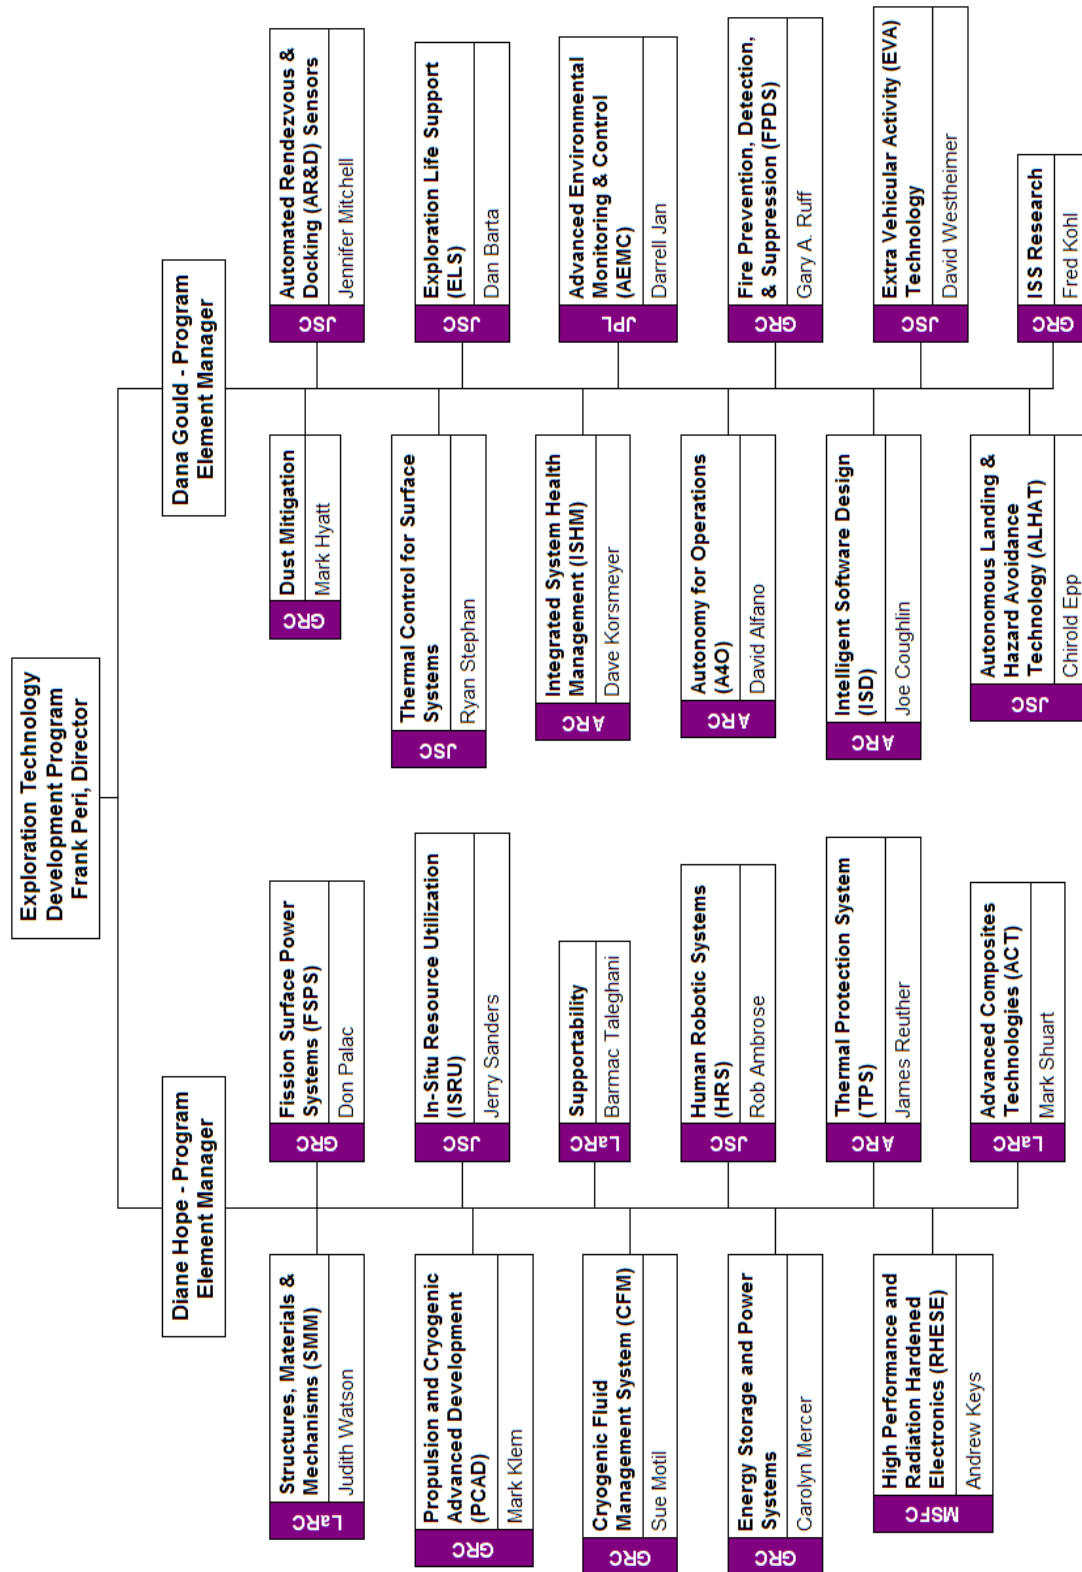 Exploration Technology
Development Program
Frank Peri, Director
Diane Hope - Program
Element Manager
Structures, Materials &
Mechanisms (SMM)
Judith Watson
LaRC
Propulsion and Cryogenic
Advanced Development
(PCAD)
Mark Klem
GRC
Cryogenic Fluid
Management System (CFM)
Sue Motil
GRC
Energy Storage and Power
Systems
Carolyn Mercer
GRC
High Performance and
Radiation Hardened
Electronics (RHESE)
Andrew Keys
MSFC
Fission Surface Power
Systems (FSPS)
Don Palac
GRC
In-Situ Resource Utilization
(ISRU)
Jerry Sanders
JSC
Supportability
Barmac Taleghani
LaRC
Human Robotic Systems
(HRS)
Rob Ambrose
JSC
Thermal Protection System
(TPS)
James Reuther
ARC
Advanced Composites
Technologies (ACT)
Mark Shuart
LaRC
Dana Gould - Program
Element Manager
Dust Mitigation
Mark Hyatt
GRC
Thermal Control for Surface
Systems
Ryan Stephan
JSC
Integrated System Health
Management (ISHM)
Dave Korsmeyer
ARC
Autonomy for Operations
(A4O)
David Alfano
ARC
Intelligent Software Design
(ISD)
Joe Coughlin
ARC
Autonomous Landing &
Hazard Avoidance
Technology (ALHAT)
Chirold Epp
JSC
Automated Rendezvous &
Docking (AR&D) Sensors
Jennifer Mitchell
JSC
Exploration Life Support
(ELS)
Dan Barta
JSC
Advanced Environmental
Monitoring & Control
(AEMC)
Darrell Jan
JPL
Fire Prevention, Detection,
& Suppression (FPDS)
Gary A. Ruff
GRC
Extra Vehicular Activity (EVA)
Technology
David Westheimer
JSC
ISS Research
Fred Kohl
GRC